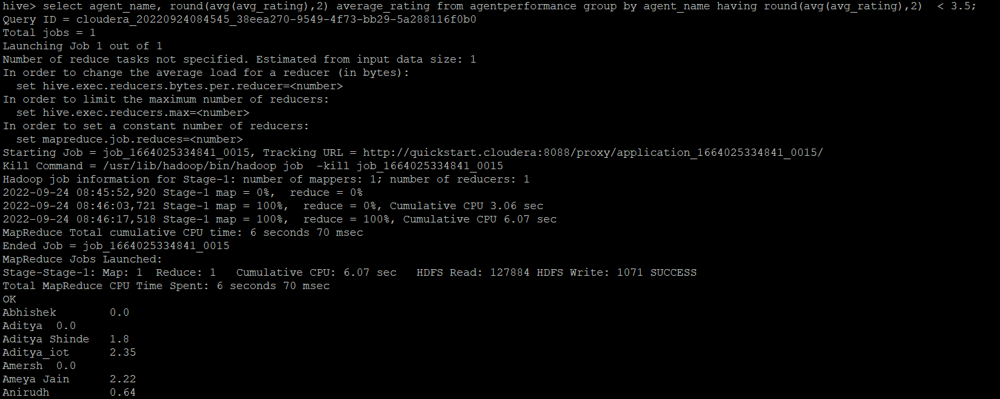 hive> select agent_name, round(avg(avg_rating),2) average_rating from agentperformance group by agent_name having round(avg(avg_rating),2)  < 3.5;
Query ID = cloudera_20220924084545_38eea270-9549-4f73-bb29-5a288116f0b0
Total jobs = 1
Launching Job 1 out of 1
Number of reduce tasks not specified. Estimated from input data size: 1
In order to change the average load for a reducer (in bytes):
  set hive.exec.reducers.bytes.per.reducer=<number>
In order to limit the maximum number of reducers:
  set hive.exec.reducers.max=<number>
In order to set a constant number of reducers:
  set mapreduce.job.reduces=<number>
Starting Job = job_1664025334841_0015, Tracking URL = http://quickstart.cloudera:8088/proxy/application_1664025334841_0015/
Kill Command = /usr/lib/hadoop/bin/hadoop job  -kill job_1664025334841_0015
Hadoop job information for Stage-1: number of mappers: 1; number of reducers: 1
2022-09-24 08:45:52,920 Stage-1 map = 0%,  reduce = 0%
2022-09-24 08:46:03,721 Stage-1 map = 100%,  reduce = 0%, Cumulative CPU 3.06 sec
2022-09-24 08:46:17,518 Stage-1 map = 100%,  reduce = 100%, Cumulative CPU 6.07 sec
MapReduce Total cumulative CPU time: 6 seconds 70 msec
Ended Job = job_1664025334841_0015
MapReduce Jobs Launched:
Stage-Stage-1: Map: 1  Reduce: 1   Cumulative CPU: 6.07 sec   HDFS Read: 127884 HDFS Write: 1071 SUCCESS
Total MapReduce CPU Time Spent: 6 seconds 70 msec
OK
Abhishek        0.0
Aditya  0.0
Aditya Shinde   1.8
Aditya_iot      2.35
Amersh  0.0
Ameya Jain      2.22
Anirudh         0.64